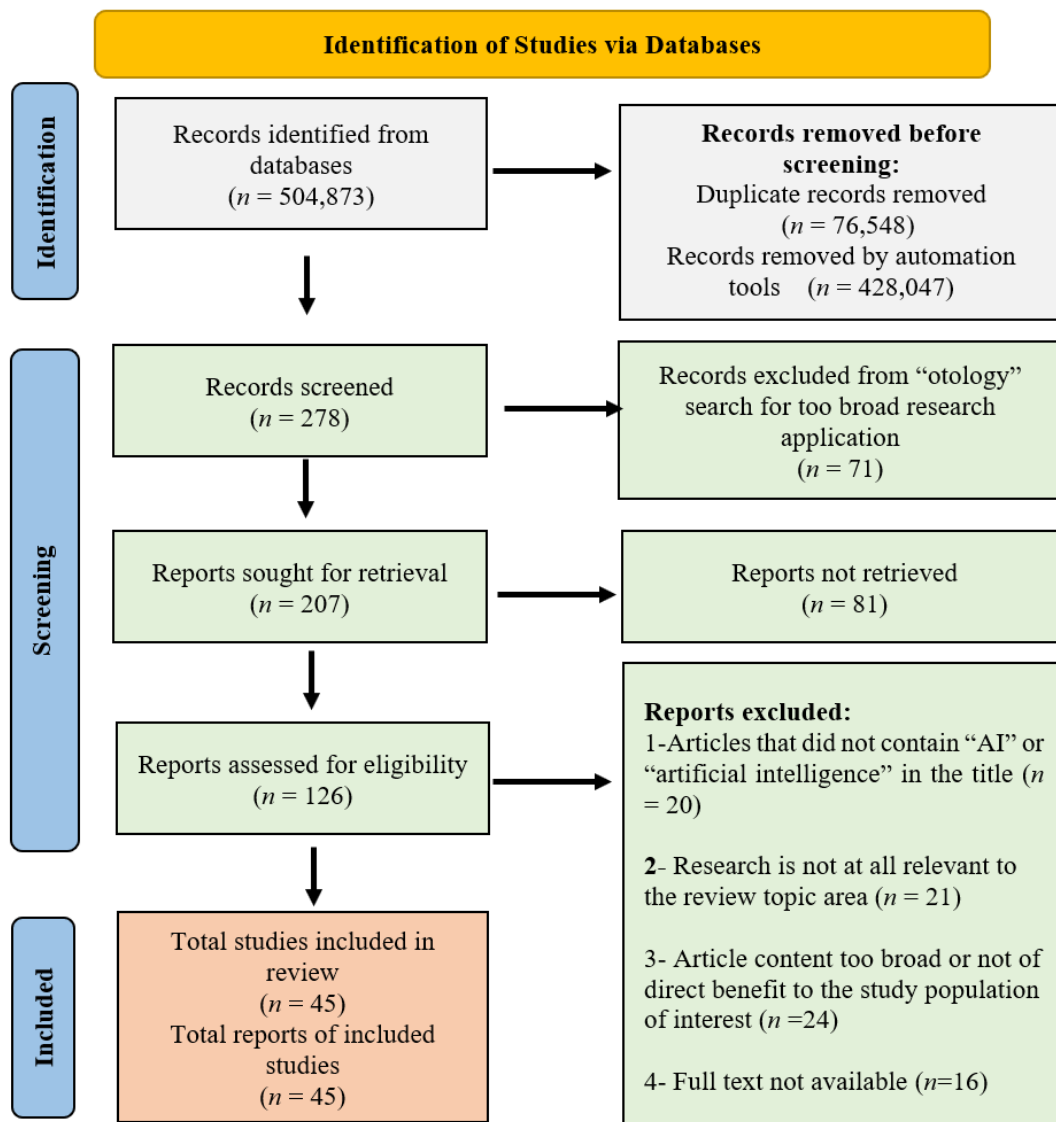 Identification of Studies via Databases
Identification
Records identified from
databases
(n = 504,873)
Records removed before
screening:
Duplicate records removed
(n = 76,548)
Records removed by automation
tools (n = 428,047)
Screening
Records screened
(n = 278)
Records excluded from “otology”
search for too broad research
application
(n = 71)
Reports sought for retrieval
(n = 207)
Reports not retrieved
(n = 81)
Reports assessed for eligibility
(n = 126)
Reports excluded:
1-Articles that did not contain “AI” or
“artificial intelligence” in the title (n
= 20)
2- Research is not at all relevant to
the review topic area (n = 21)
3- Article content too broad or not of
direct benefit to the study population
of interest (n =24)
4- Full text not available (n=16)
Included
Total studies included in
review
(n = 45)
Total reports of included
studies
(n = 45)